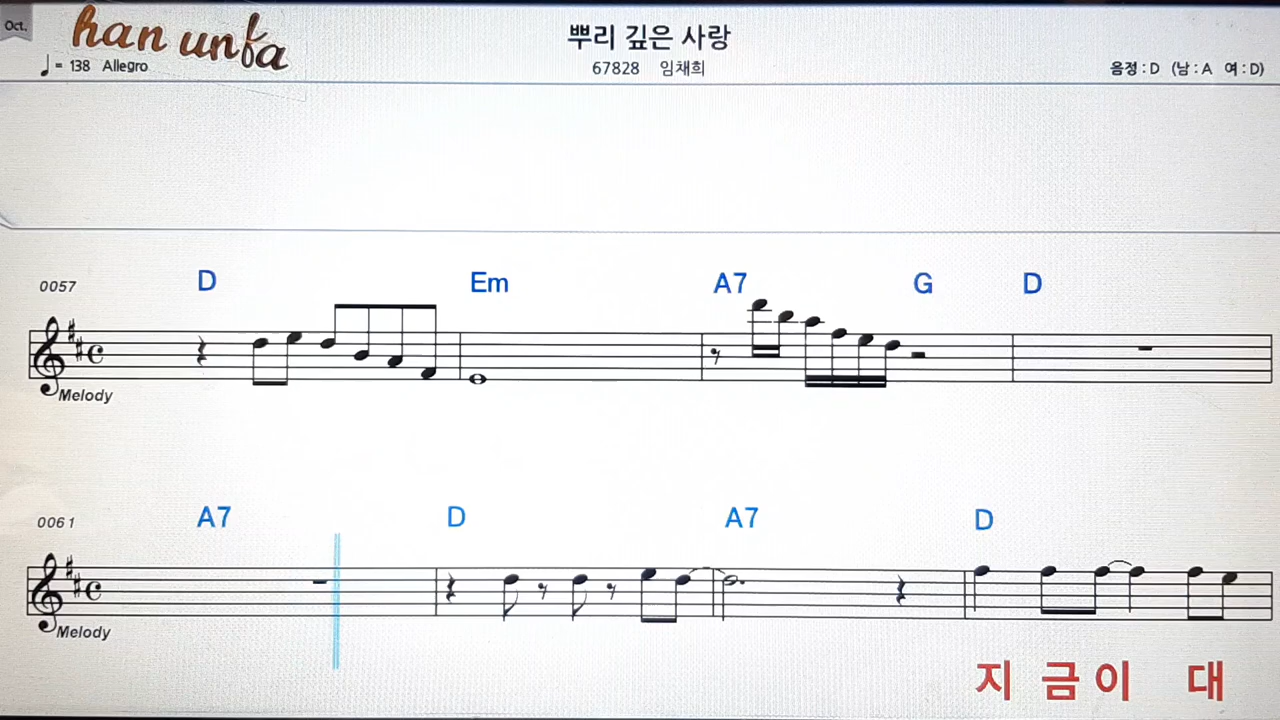 Oct.
han unfa
뿌리 깊은 사랑
♩= 138 Allegro
67828 임채희
음정 : D (남 : A 여 : D)
D Em A7 G D
0057
Melody
A7 D A7 D
0061
Melody
지 금 이 대